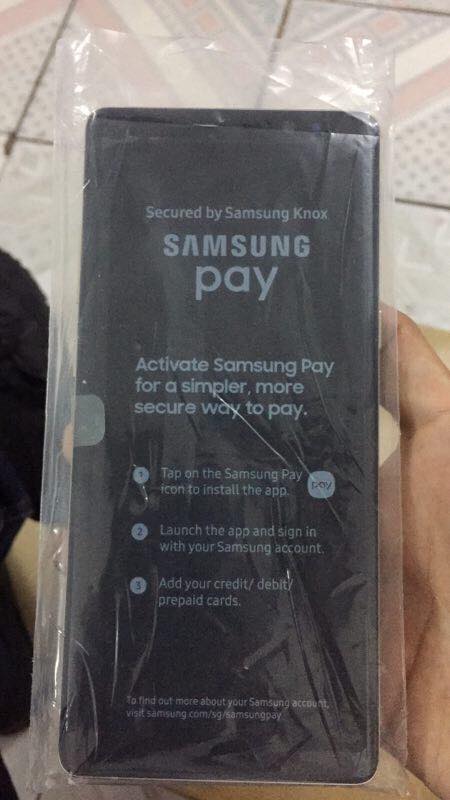 Secured by Samsung Knox
SAMSUNG
pay
Activate Samsung Pay
for a simpler, more
secure way to pay.
1 Tap on the Samsung Pay
icon to install the app.
pay
2 Launch the app and sign in
with your Samsung account.
3 Add your credit/ debit/
prepaid cards.
To find out more about your Samsung account,
visit samsung.com/sg/samsungpay